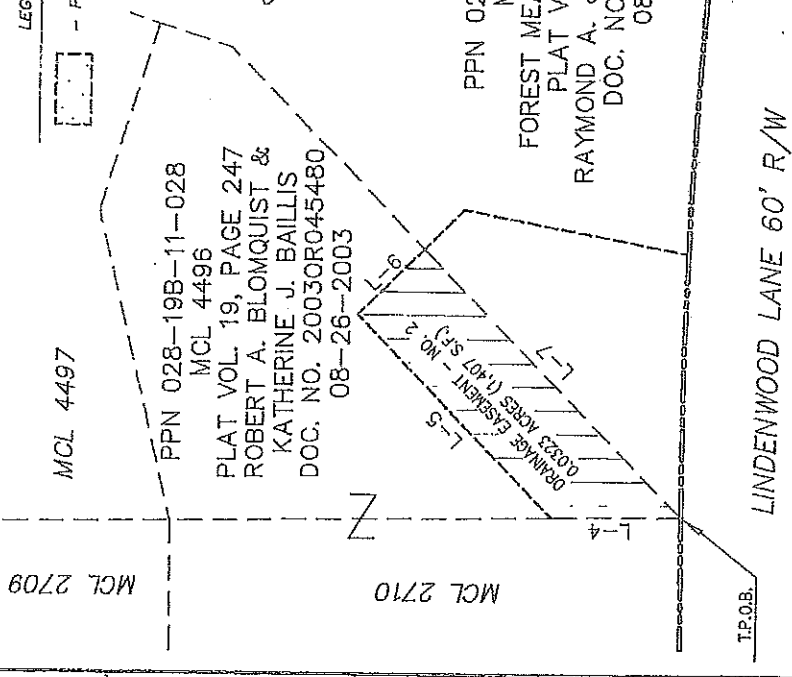 LEG
- P
MCL 4497
MCL 2709
PPN 028-19B-11-028
MCL 4496
PLAT VOL. 19, PAGE 247
ROBERT A. BLOMQUIST &
KATHERINE J. BAILLIS
DOC. NO. 20030R045480
08-26-2003
PPN 02
M
FOREST MEA
PLAT V
RAYMOND A. S
DOC. NO
08
MCL 2710
L-4
L-5
L-6
L-7
DRAINAGE EASEMENT - NO. 2
0.0323 ACRES (1,407 S.F.)
T.P.O.B.
LINDENWOOD LANE 60' R/W